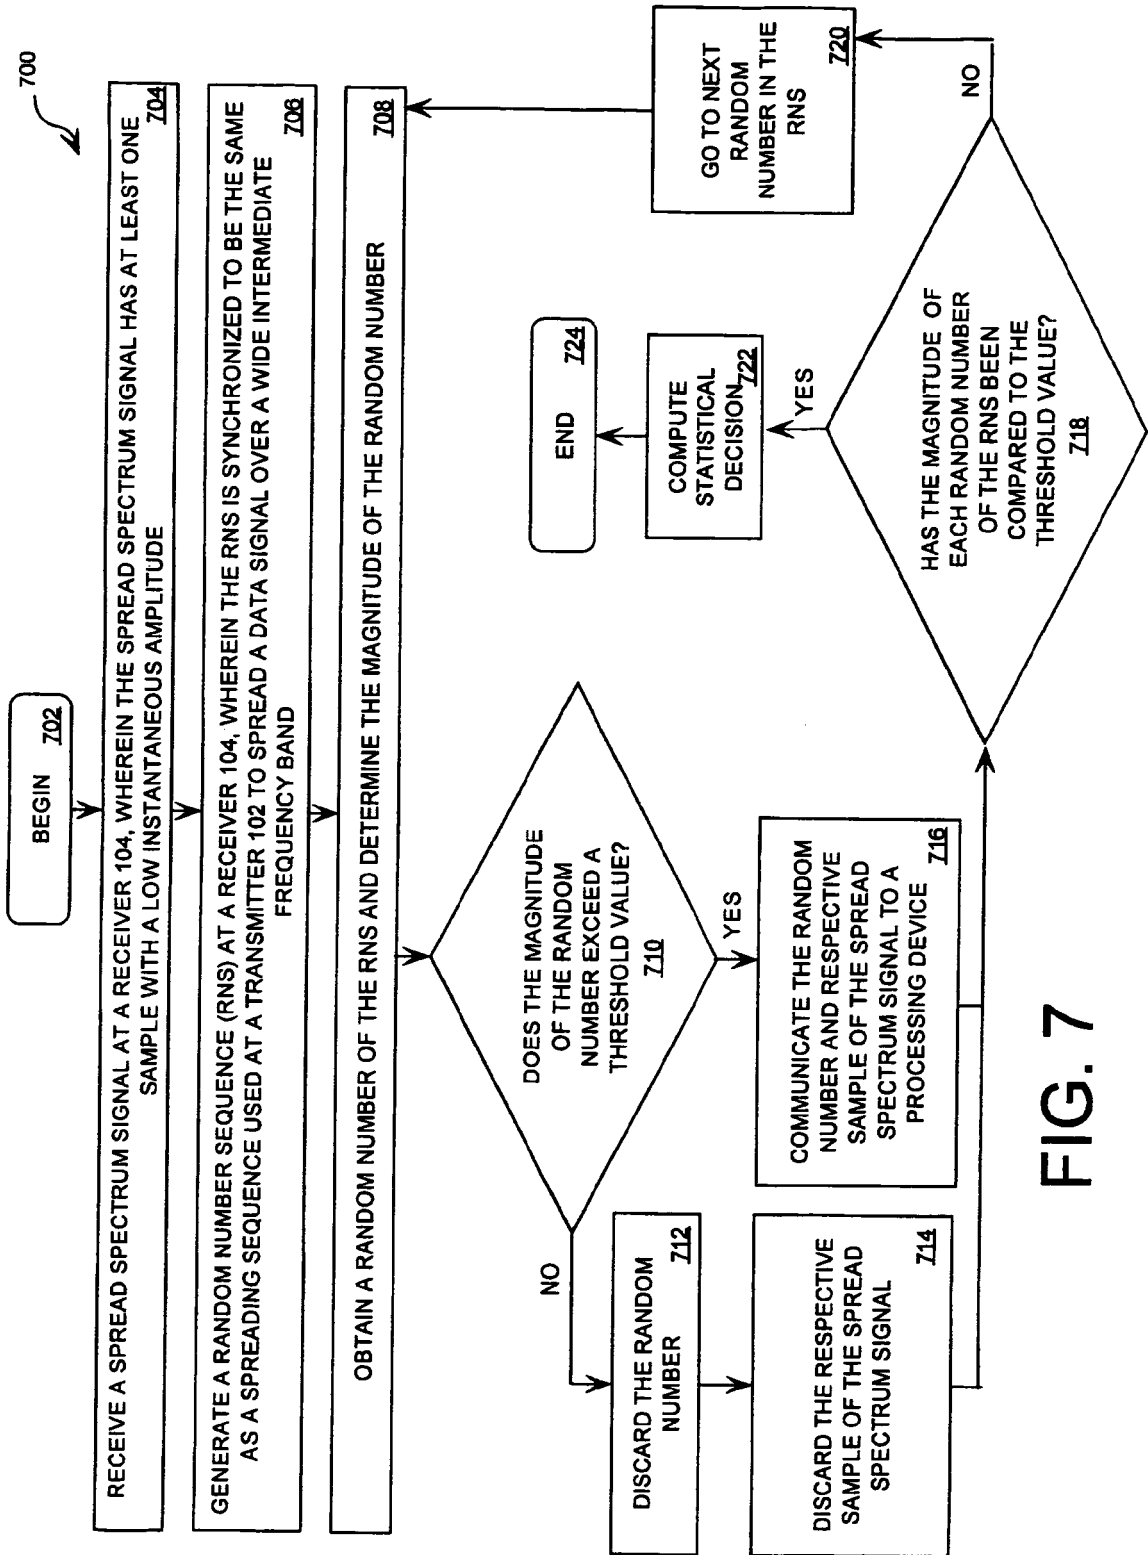 700
BEGIN 702
RECEIVE A SPREAD SPECTRUM SIGNAL AT A RECEIVER 104, WHEREIN THE SPREAD SPECTRUM SIGNAL HAS AT LEAST ONE
SAMPLE WITH A LOW INSTANTANEOUS AMPLITUDE 704
GENERATE A RANDOM NUMBER SEQUENCE (RNS) AT A RECEIVER 104, WHEREIN THE RNS IS SYNCHRONIZED TO BE THE SAME
AS A SPREADING SEQUENCE USED AT A TRANSMITTER 102 TO SPREAD A DATA SIGNAL OVER A WIDE INTERMEDIATE
FREQUENCY BAND 706
OBTAIN A RANDOM NUMBER OF THE RNS AND DETERMINE THE MAGNITUDE OF THE RANDOM NUMBER 708
DOES THE MAGNITUDE
OF THE RANDOM
NUMBER EXCEED A
THRESHOLD VALUE?
710
NO
DISCARD THE RANDOM
NUMBER 712
DISCARD THE RESPECTIVE
SAMPLE OF THE SPREAD
SPECTRUM SIGNAL
714
YES
COMMUNICATE THE RANDOM
NUMBER AND RESPECTIVE
SAMPLE OF THE SPREAD
SPECTRUM SIGNAL TO A
PROCESSING DEVICE 716
HAS THE MAGNITUDE OF
EACH RANDOM NUMBER
OF THE RNS BEEN
COMPARED TO THE
THRESHOLD VALUE?
718
NO
GO TO NEXT
RANDOM
NUMBER IN THE
RNS
720
YES
COMPUTE
STATISTICAL
DECISION 722
END 724
FIG. 7